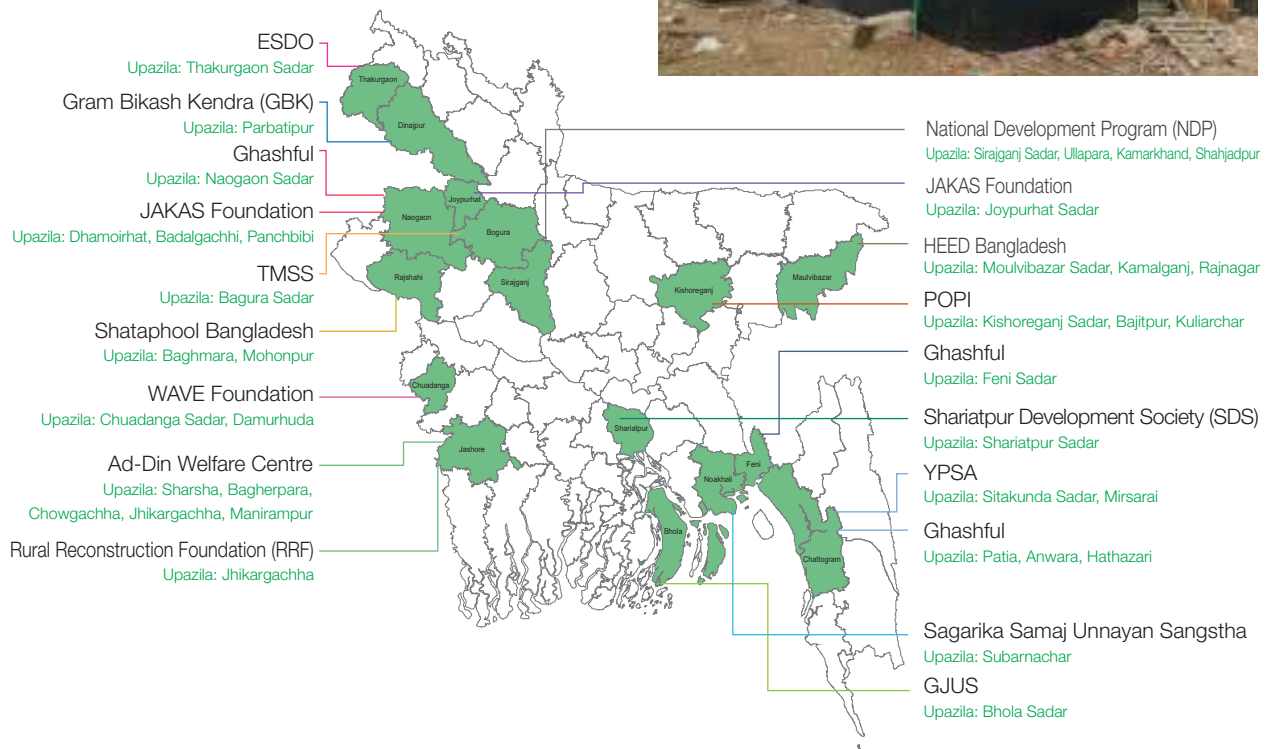 ESDO
Upazila: Thakurgaon Sadar
Gram Bikash Kendra (GBK)
Upazila: Parbatipur
Ghashful
Upazila: Naogaon Sadar
JAKAS Foundation
Upazila: Dhamoirhat, Badalgachhi, Panchbibi
TMSS
Upazila: Bagura Sadar
Shataphool Bangladesh
Upazila: Baghmara, Mohonpur
WAVE Foundation
Upazila: Chuadanga Sadar, Damurhuda
Ad-Din Welfare Centre
Upazila: Sharsha, Bagherpara,
Chowgachha, Jhikargachha, Manirampur
Rural Reconstruction Foundation (RRF)
Upazila: Jhikargachha
Thakurgaon
Dinajpur
Joypurhat
Naogaon
Bogura
Rajshahi
Sirajganj
Kishoreganj
Maulvibazar
Chuadanga
Jashore
Shariatpur
Feni
Noakhali
Bhola
Chattogram
National Development Program (NDP)
Upazila: Sirajganj Sadar, Ullapara, Kamarkhand, Shahjadpur
JAKAS Foundation
Upazila: Joypurhat Sadar
HEED Bangladesh
Upazila: Moulvibazar Sadar, Kamalganj, Rajnagar
POPI
Upazila: Kishoreganj Sadar, Bajitpur, Kuliarchar
Ghashful
Upazila: Feni Sadar
Shariatpur Development Society (SDS)
Upazila: Shariatpur Sadar
YPSA
Upazila: Sitakunda Sadar, Mirsarai
Ghashful
Upazila: Patia, Anwara, Hathazari
Sagarika Samaj Unnayan Sangstha
Upazila: Subarnachar
GJUS
Upazila: Bhola Sadar